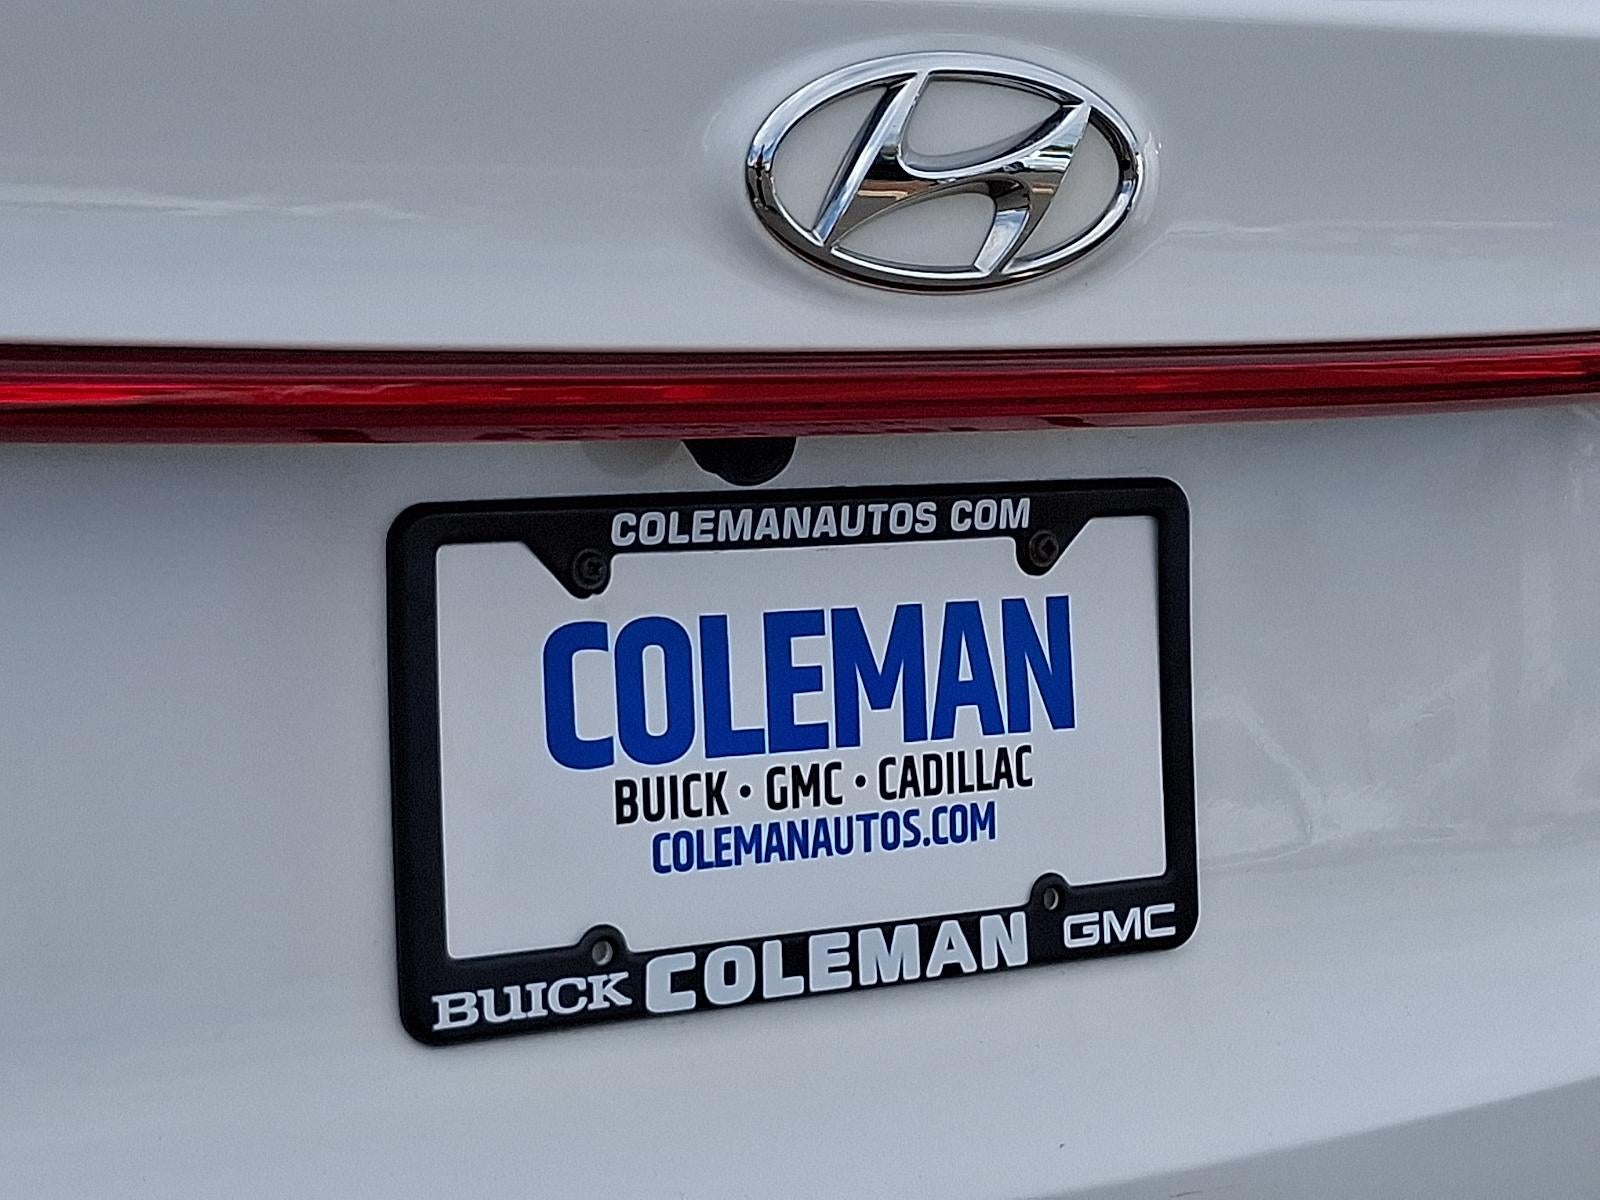 COLEMANAUTOS COM
COLEMAN
BUICK • GMC • CADILLAC
COLEMANAUTOS.COM
BUICK COLEMAN GMC